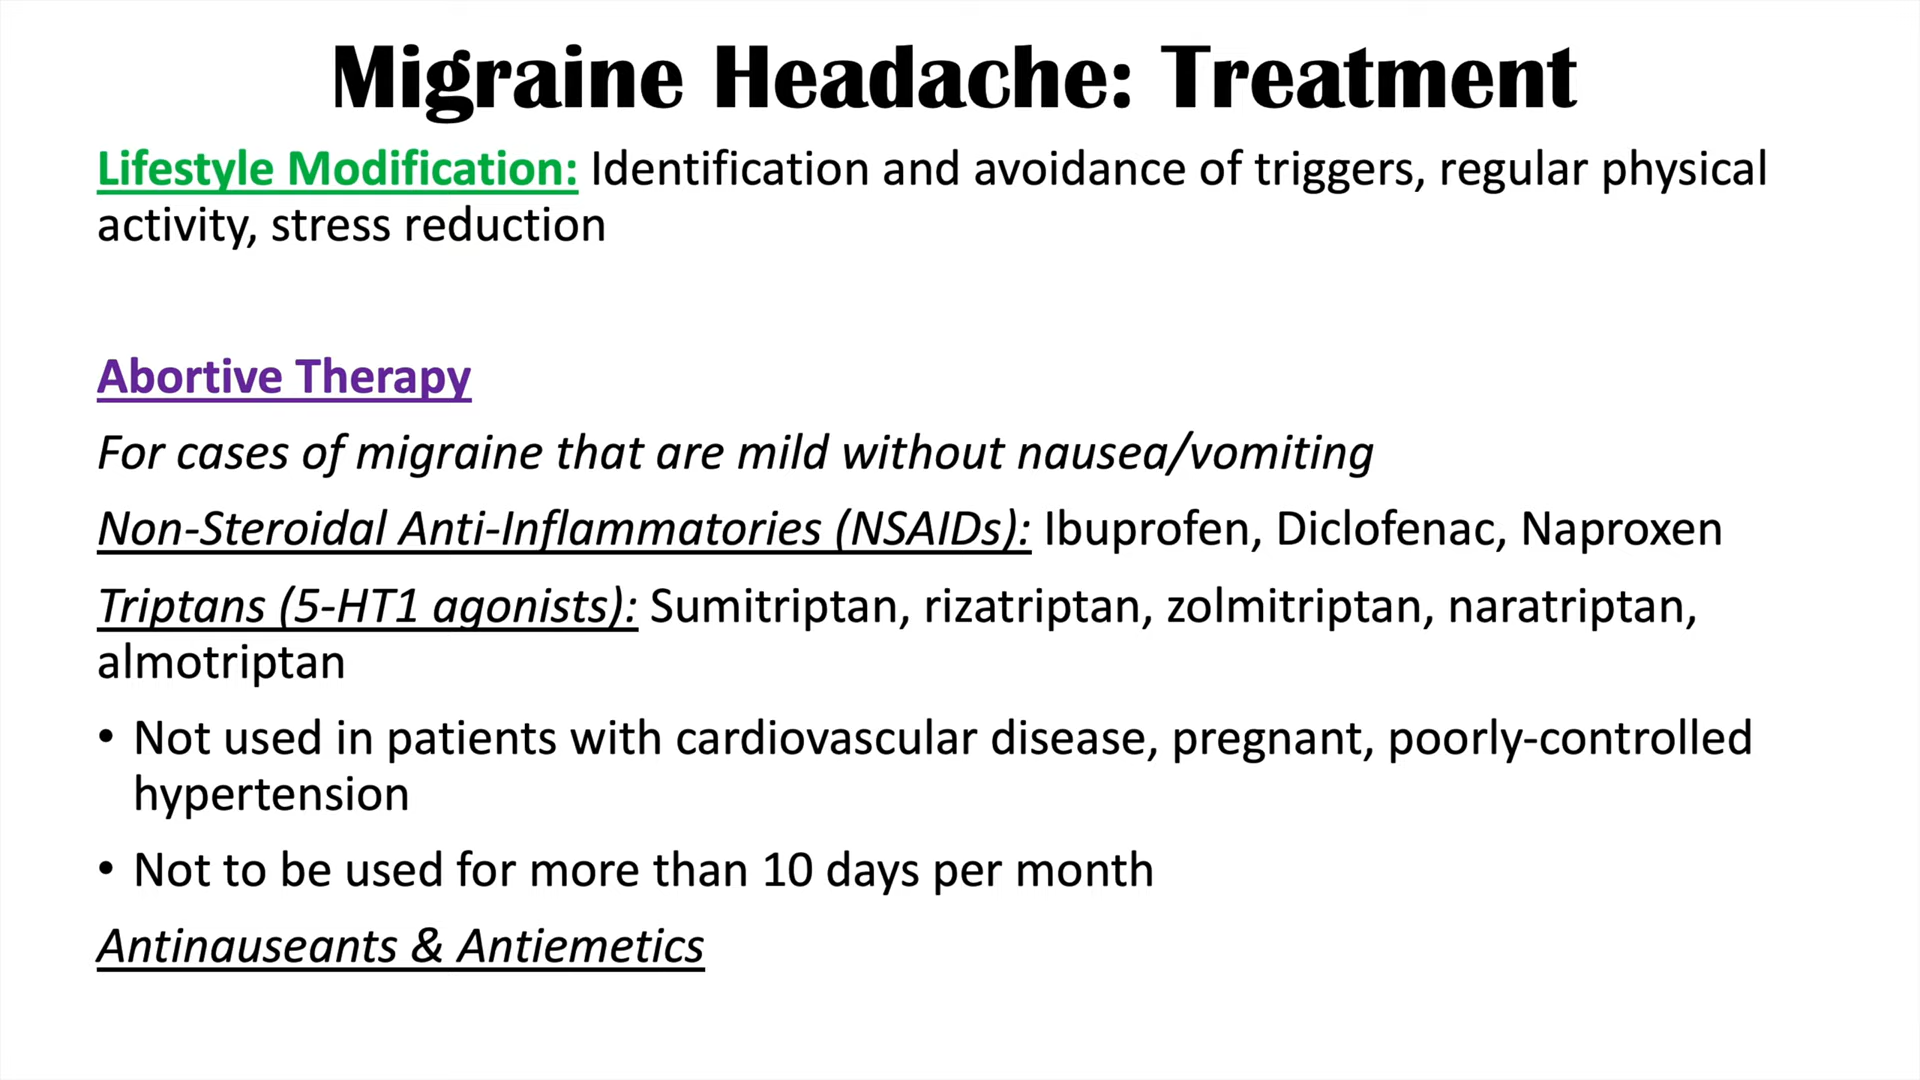 Migraine Headache: Treatment
Lifestyle Modification: Identification and avoidance of triggers, regular physical
activity, stress reduction
Abortive Therapy
For cases of migraine that are mild without nausea/vomiting
Non-Steroidal Anti-Inflammatories (NSAIDs): Ibuprofen, Diclofenac, Naproxen
Triptans (5-HT1 agonists): Sumitriptan, rizatriptan, zolmitriptan, naratriptan,
almotriptan
• Not used in patients with cardiovascular disease, pregnant, poorly-controlled
hypertension
• Not to be used for more than 10 days per month
Antinauseants & Antiemetics